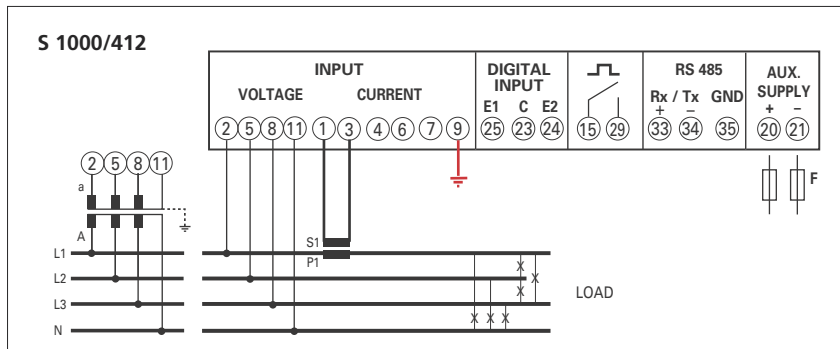 S 1000/412
INPUT
DIGITAL
INPUT
RS 485
AUX.
SUPPLY
VOLTAGE
CURRENT
E1 C E2
Rx / Tx GND
+ −
+ −
2 5 8 11 1 3 4 6 7 9
25 23 24
15 29
33 34 35
20 21
2 5 8 11
a
F
A
S1
P1
L1
L2
L3
N
X
X
X
X X X
LOAD